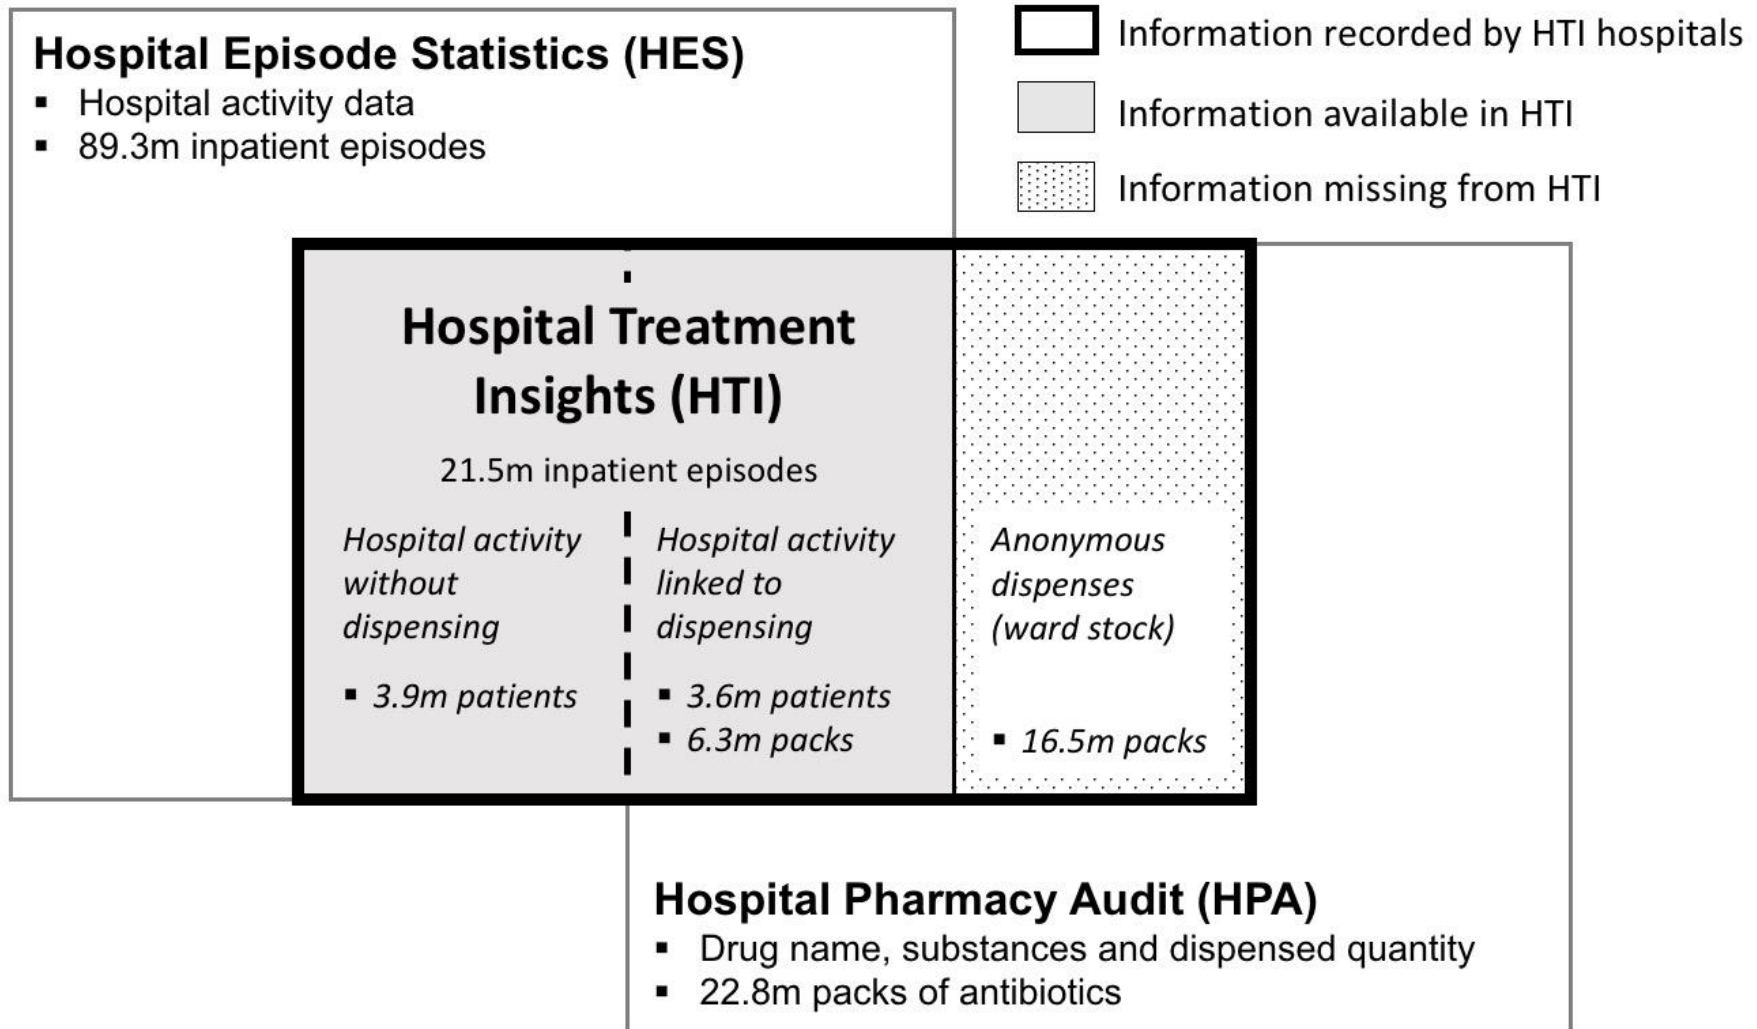 Hospital Episode Statistics (HES)
▪ Hospital activity data
▪ 89.3m inpatient episodes
Information recorded by HTI hospitals
Information available in HTI
Information missing from HTI
Hospital Treatment
Insights (HTI)
21.5m inpatient episodes
Hospital activity
without
dispensing
▪ 3.9m patients
Hospital activity
linked to
dispensing
▪ 3.6m patients
▪ 6.3m packs
Anonymous
dispenses
(ward stock)
▪ 16.5m packs
Hospital Pharmacy Audit (HPA)
▪ Drug name, substances and dispensed quantity
▪ 22.8m packs of antibiotics